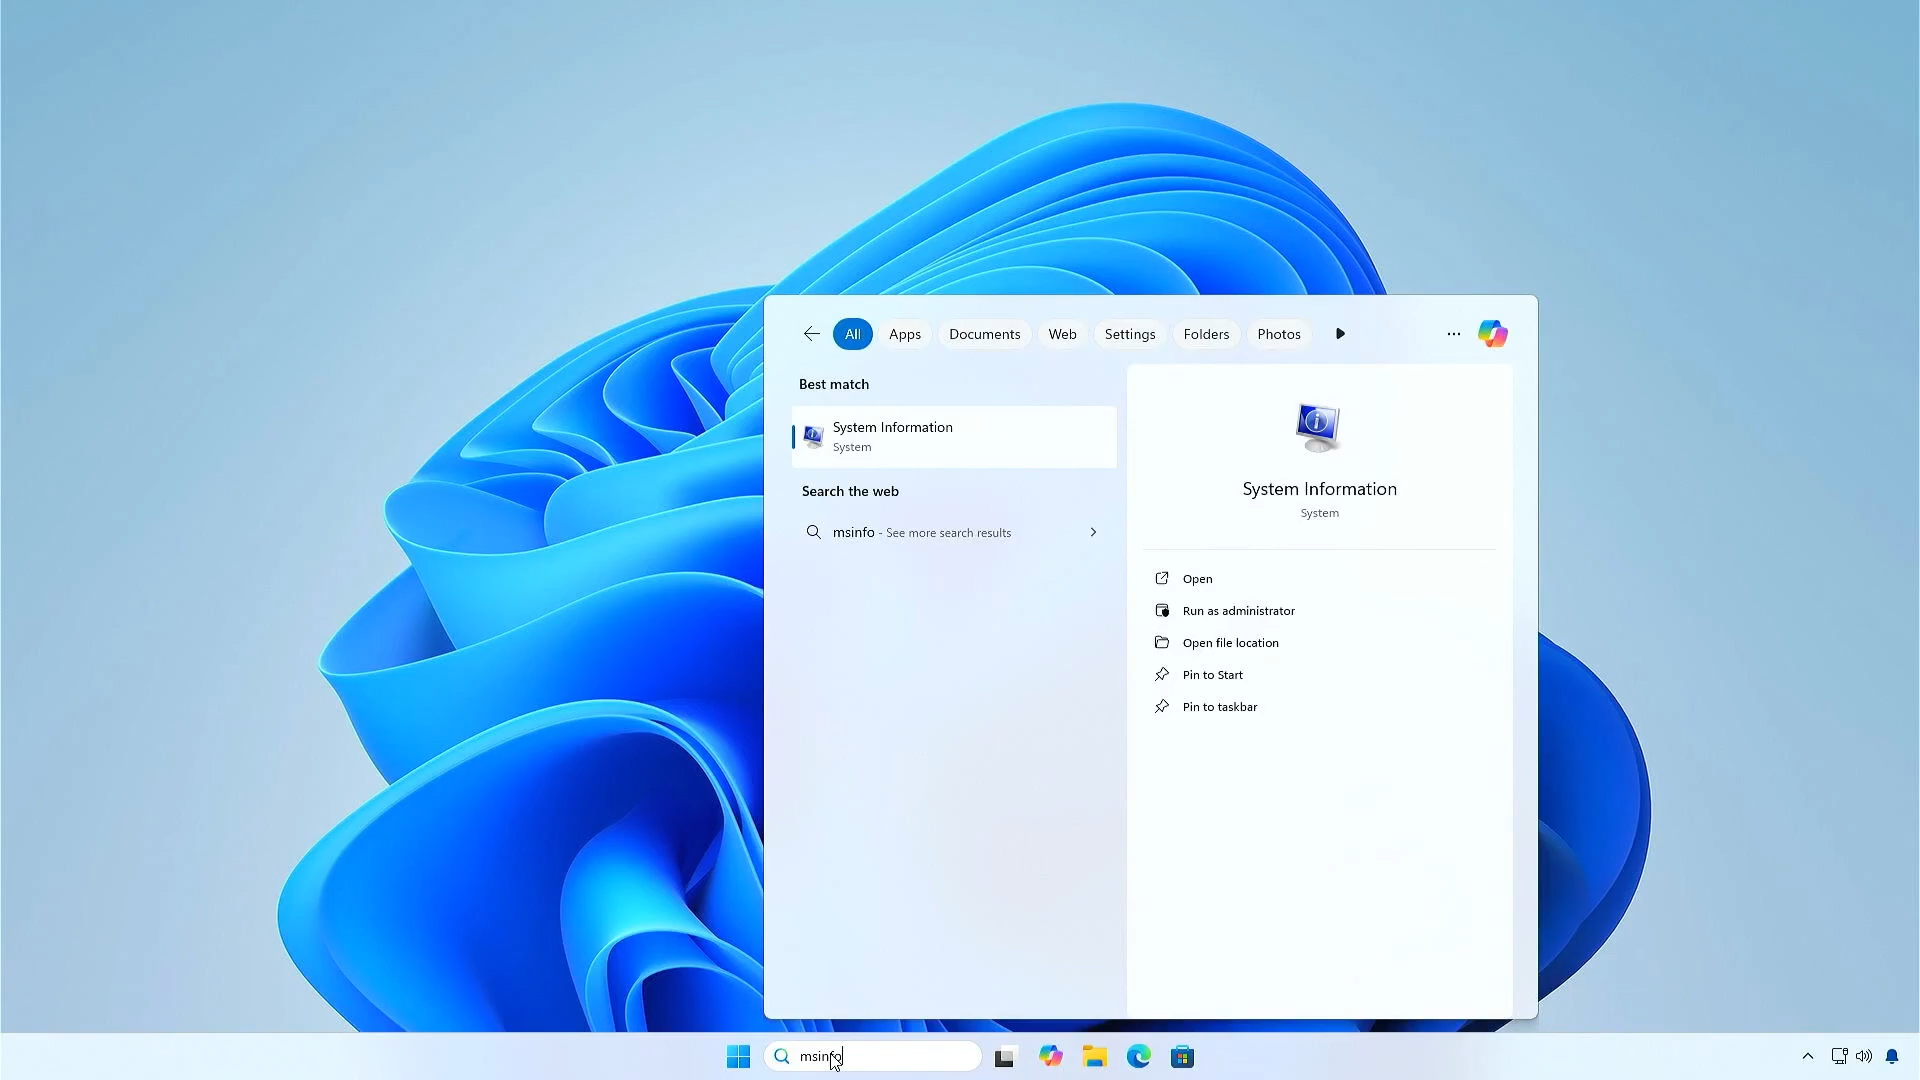 All Apps Documents Web Settings Folders Photos
Best match
System Information
System
Search the web
msinfo - See more search results
System Information
System
Open
Run as administrator
Open file location
Pin to Start
Pin to taskbar
msinfo